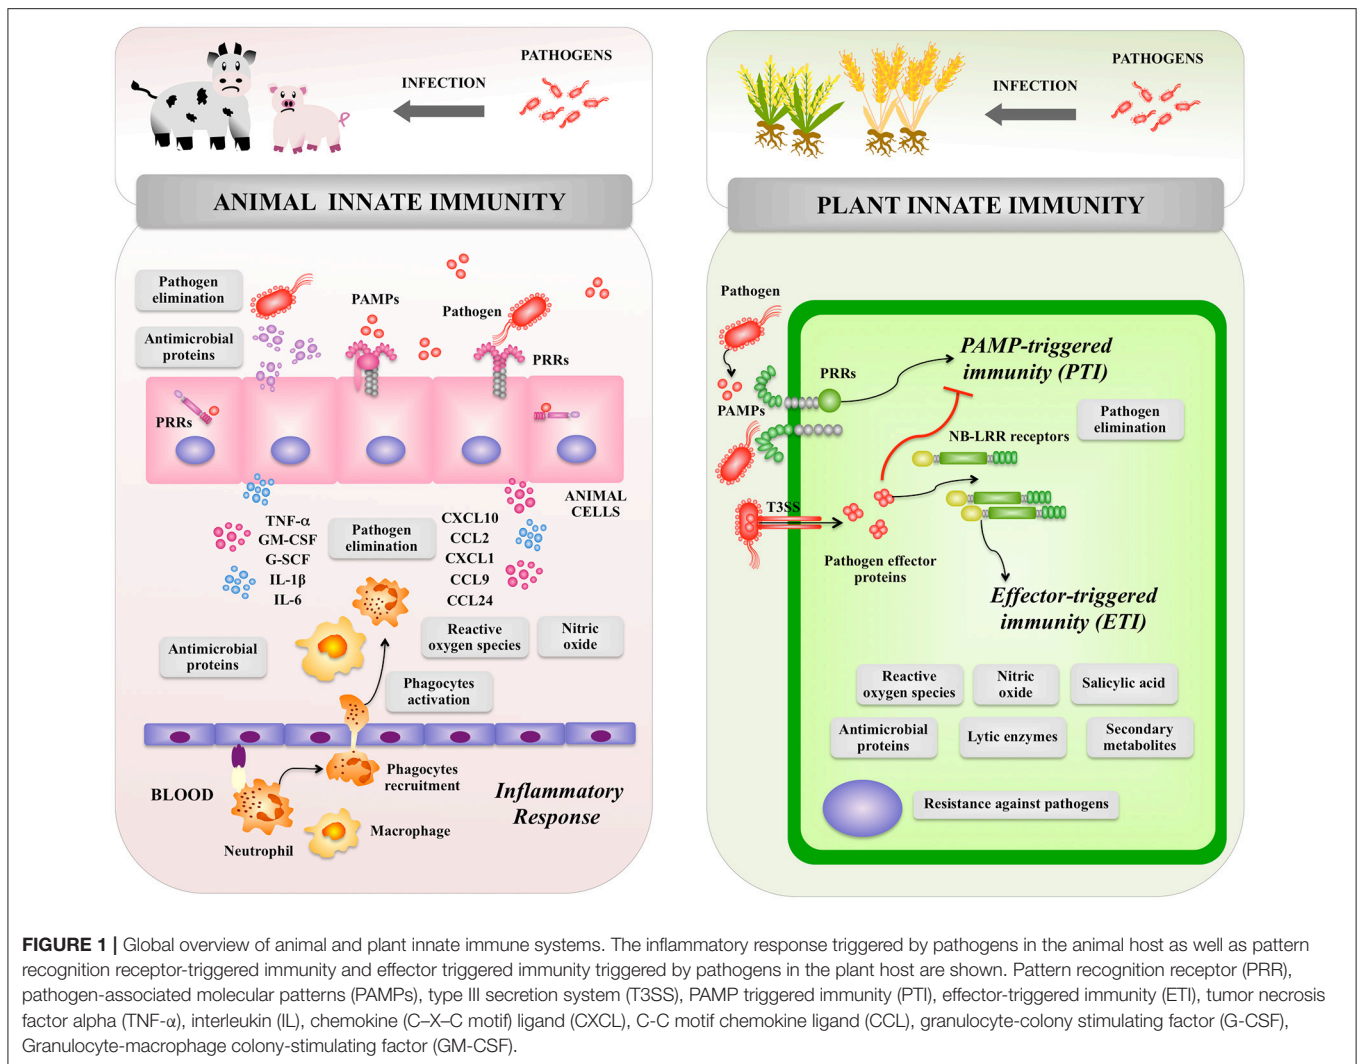 PATHOGENS
INFECTION
ANIMAL INNATE IMMUNITY
Pathogen
elimination
PAMPs
Pathogen
Antimicrobial
proteins
PRRs
PRRs
ANIMAL
CELLS
TNF-α
GM-CSF
G-SCF
IL-1β
IL-6
Pathogen
elimination
CXCL10
CCL2
CXCL1
CCL9
CCL24
Antimicrobial
proteins
Reactive
oxygen species
Nitric
oxide
Phagocytes
activation
Phagocytes
recruitment
BLOOD
Inflammatory
Response
Macrophage
Neutrophil
PATHOGENS
INFECTION
PLANT INNATE IMMUNITY
Pathogen
PAMP-triggered
immunity (PTI)
PRRs
PAMPs
Pathogen
elimination
NB-LRR receptors
T3SS
Pathogen effector
proteins
Effector-triggered
immunity (ETI)
Reactive
oxygen species
Nitric
oxide
Salicylic acid
Antimicrobial
proteins
Lytic enzymes
Secondary
metabolites
Resistance against pathogens
FIGURE 1 | Global overview of animal and plant innate immune systems. The inflammatory response triggered by pathogens in the animal host as well as pattern
recognition receptor-triggered immunity and effector triggered immunity triggered by pathogens in the plant host are shown. Pattern recognition receptor (PRR),
pathogen-associated molecular patterns (PAMPs), type III secretion system (T3SS), PAMP triggered immunity (PTI), effector-triggered immunity (ETI), tumor necrosis
factor alpha (TNF-α), interleukin (IL), chemokine (C–X–C motif) ligand (CXCL), C-C motif chemokine ligand (CCL), granulocyte-colony stimulating factor (G-CSF),
Granulocyte-macrophage colony-stimulating factor (GM-CSF).